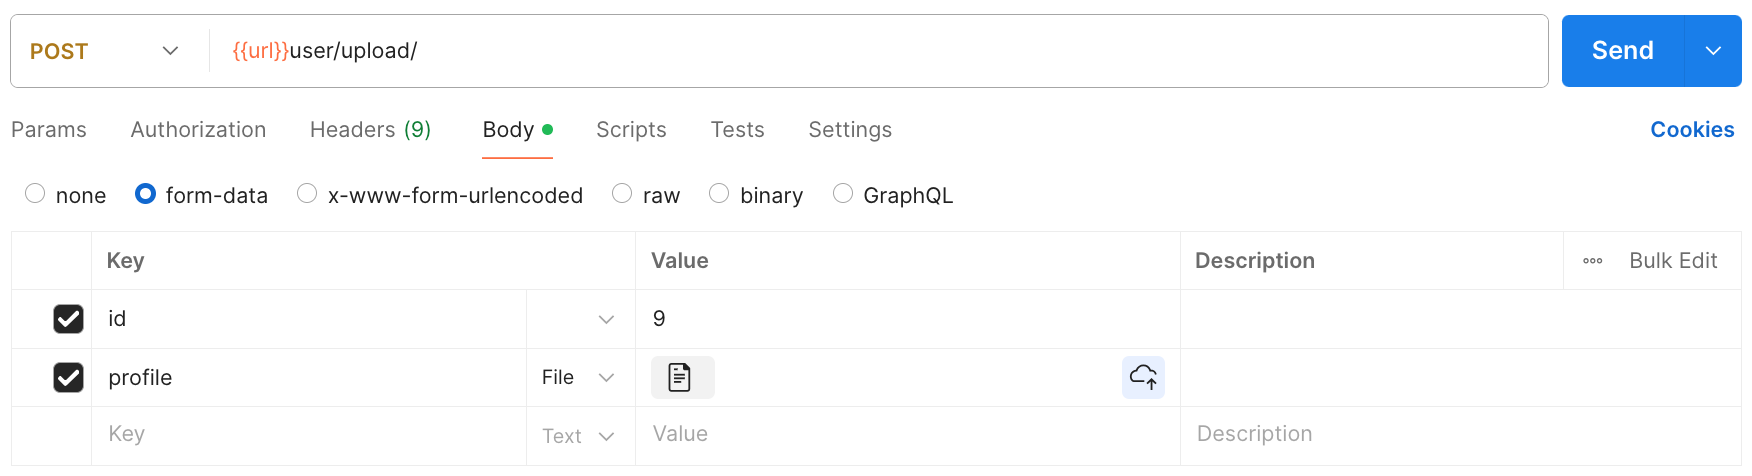 POST {{url}}user/upload/ Send
Params Authorization Headers (9) Body Scripts Tests Settings Cookies
none form-data x-www-form-urlencoded raw binary GraphQL
Key Value Description Bulk Edit
id 9
profile File
Key Text Value Description